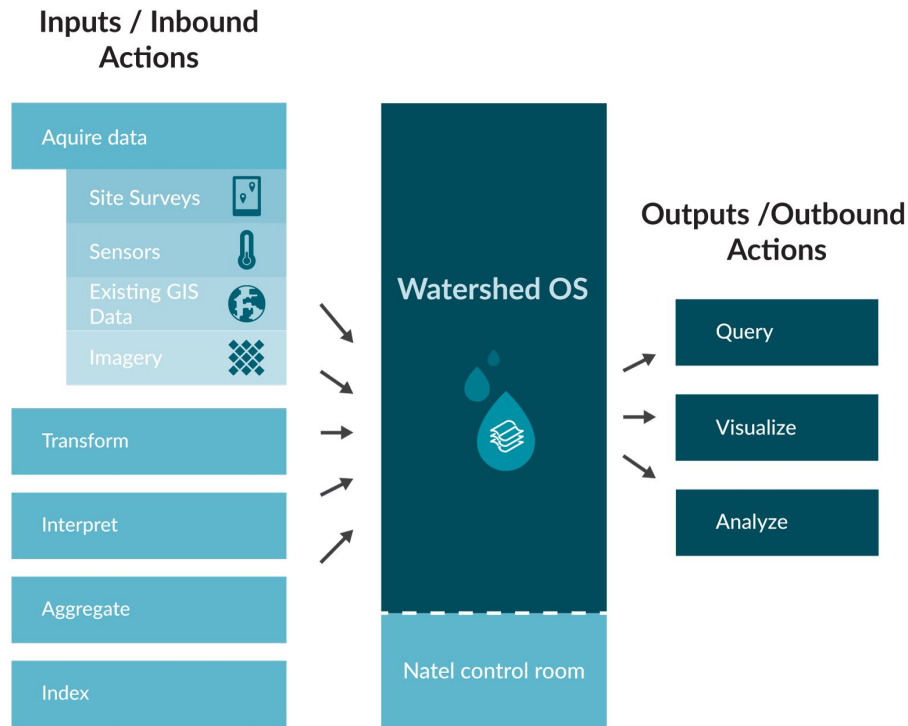 Inputs / Inbound
Actions
Aquire data
Site Surveys
Sensors
Existing GIS
Data
Imagery
Transform
Interpret
Aggregate
Index
Watershed OS
Natel control room
Outputs /Outbound
Actions
Query
Visualize
Analyze